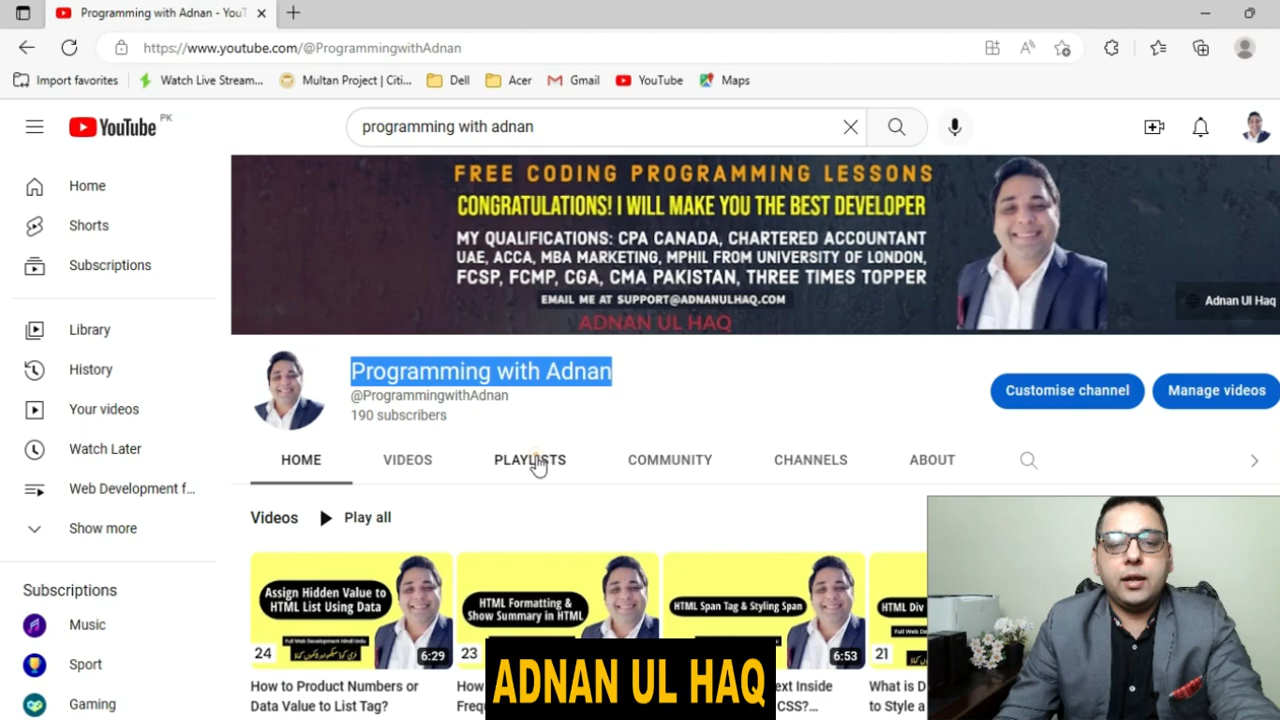 Programming with Adnan - YouT
https://www.youtube.com/@ProgrammingwithAdnan
Import favorites
Watch Live Stream...
Multan Project | Citi...
Dell
Acer
Gmail
YouTube
Maps
YouTube PK
programming with adnan
Home
Shorts
Subscriptions
Library
History
Your videos
Watch Later
Web Development f...
Show more
Subscriptions
Music
Sport
Gaming
FREE CODING PROGRAMMING LESSONS
CONGRATULATIONS! I WILL MAKE YOU THE BEST DEVELOPER
MY QUALIFICATIONS: CPA CANADA, CHARTERED ACCOUNTANT
UAE, ACCA, MBA MARKETING, MPHIL FROM UNIVERSITY OF LONDON,
FCSP, FCMP, CGA, CMA PAKISTAN, THREE TIMES TOPPER
EMAIL ME AT SUPPORT@ADNANULHAQ.COM
ADNAN UL HAQ
Adnan Ul Haq
Programming with Adnan
@ProgrammingwithAdnan
190 subscribers
Customise channel
Manage videos
HOME
VIDEOS
PLAYLISTS
COMMUNITY
CHANNELS
ABOUT
Videos
Play all
Assign Hidden Value to
HTML List Using Data
Full Web Development Hindi Urdu
24
6:29
How to Product Numbers or
Data Value to List Tag?
HTML Formatting &
Show Summary in HTML
23
HTML Span Tag & Styling Span
6:53
ext Inside
CSS?...
HTML Div
21
What is D
to Style a
ADNAN UL HAQ